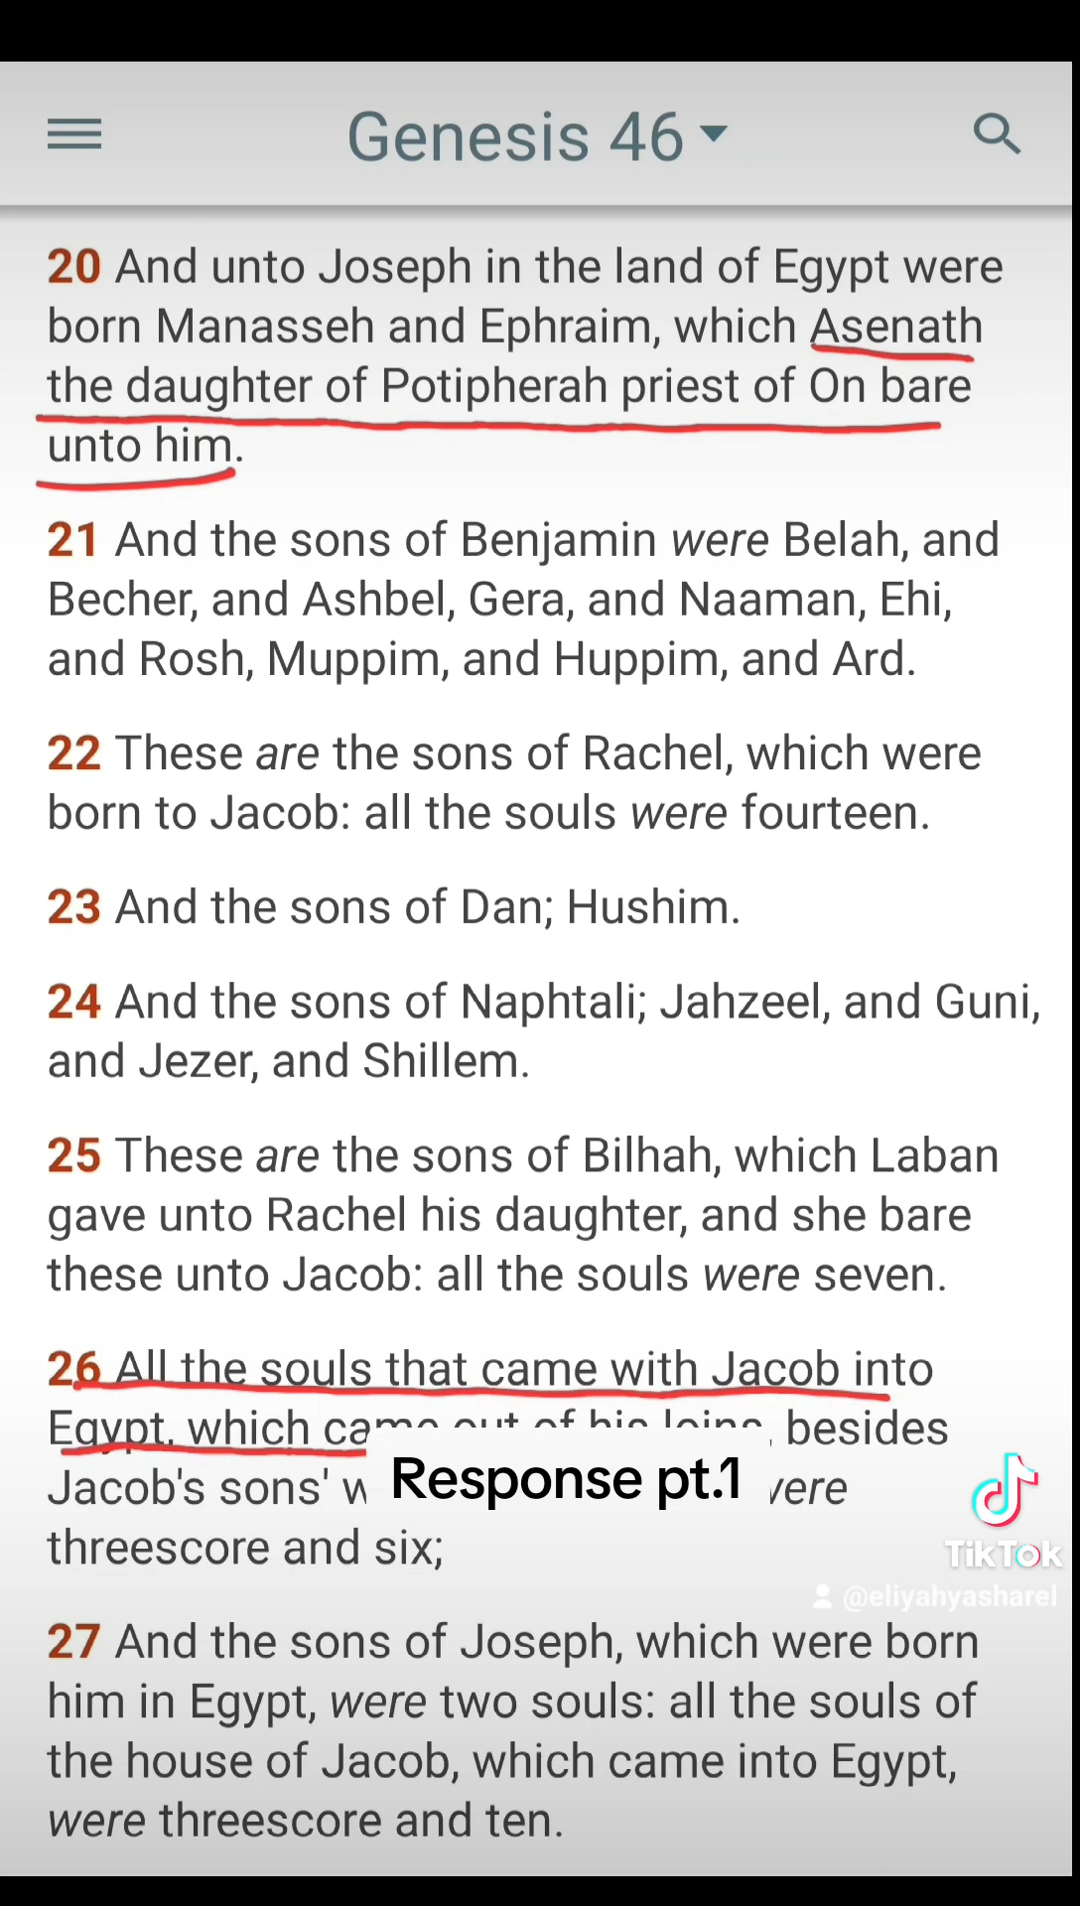 Genesis 46
20 And unto Joseph in the land of Egypt were
born Manasseh and Ephraim, which Asenath
the daughter of Potipherah priest of On bare
unto him.
21 And the sons of Benjamin were Belah, and
Becher, and Ashbel, Gera, and Naaman, Ehi,
and Rosh, Muppim, and Huppim, and Ard.
22 These are the sons of Rachel, which were
born to Jacob: all the souls were fourteen.
23 And the sons of Dan; Hushim.
24 And the sons of Naphtali; Jahzeel, and Guni,
and Jezer, and Shillem.
25 These are the sons of Bilhah, which Laban
gave unto Rachel his daughter, and she bare
these unto Jacob: all the souls were seven.
26 All the souls that came with Jacob into
Egypt, which came out of his loins, besides
Jacob's sons' were
Response pt.1
threescore and six;
TikTok
@eliyahyasharel
27 And the sons of Joseph, which were born
him in Egypt, were two souls: all the souls of
the house of Jacob, which came into Egypt,
were threescore and ten.